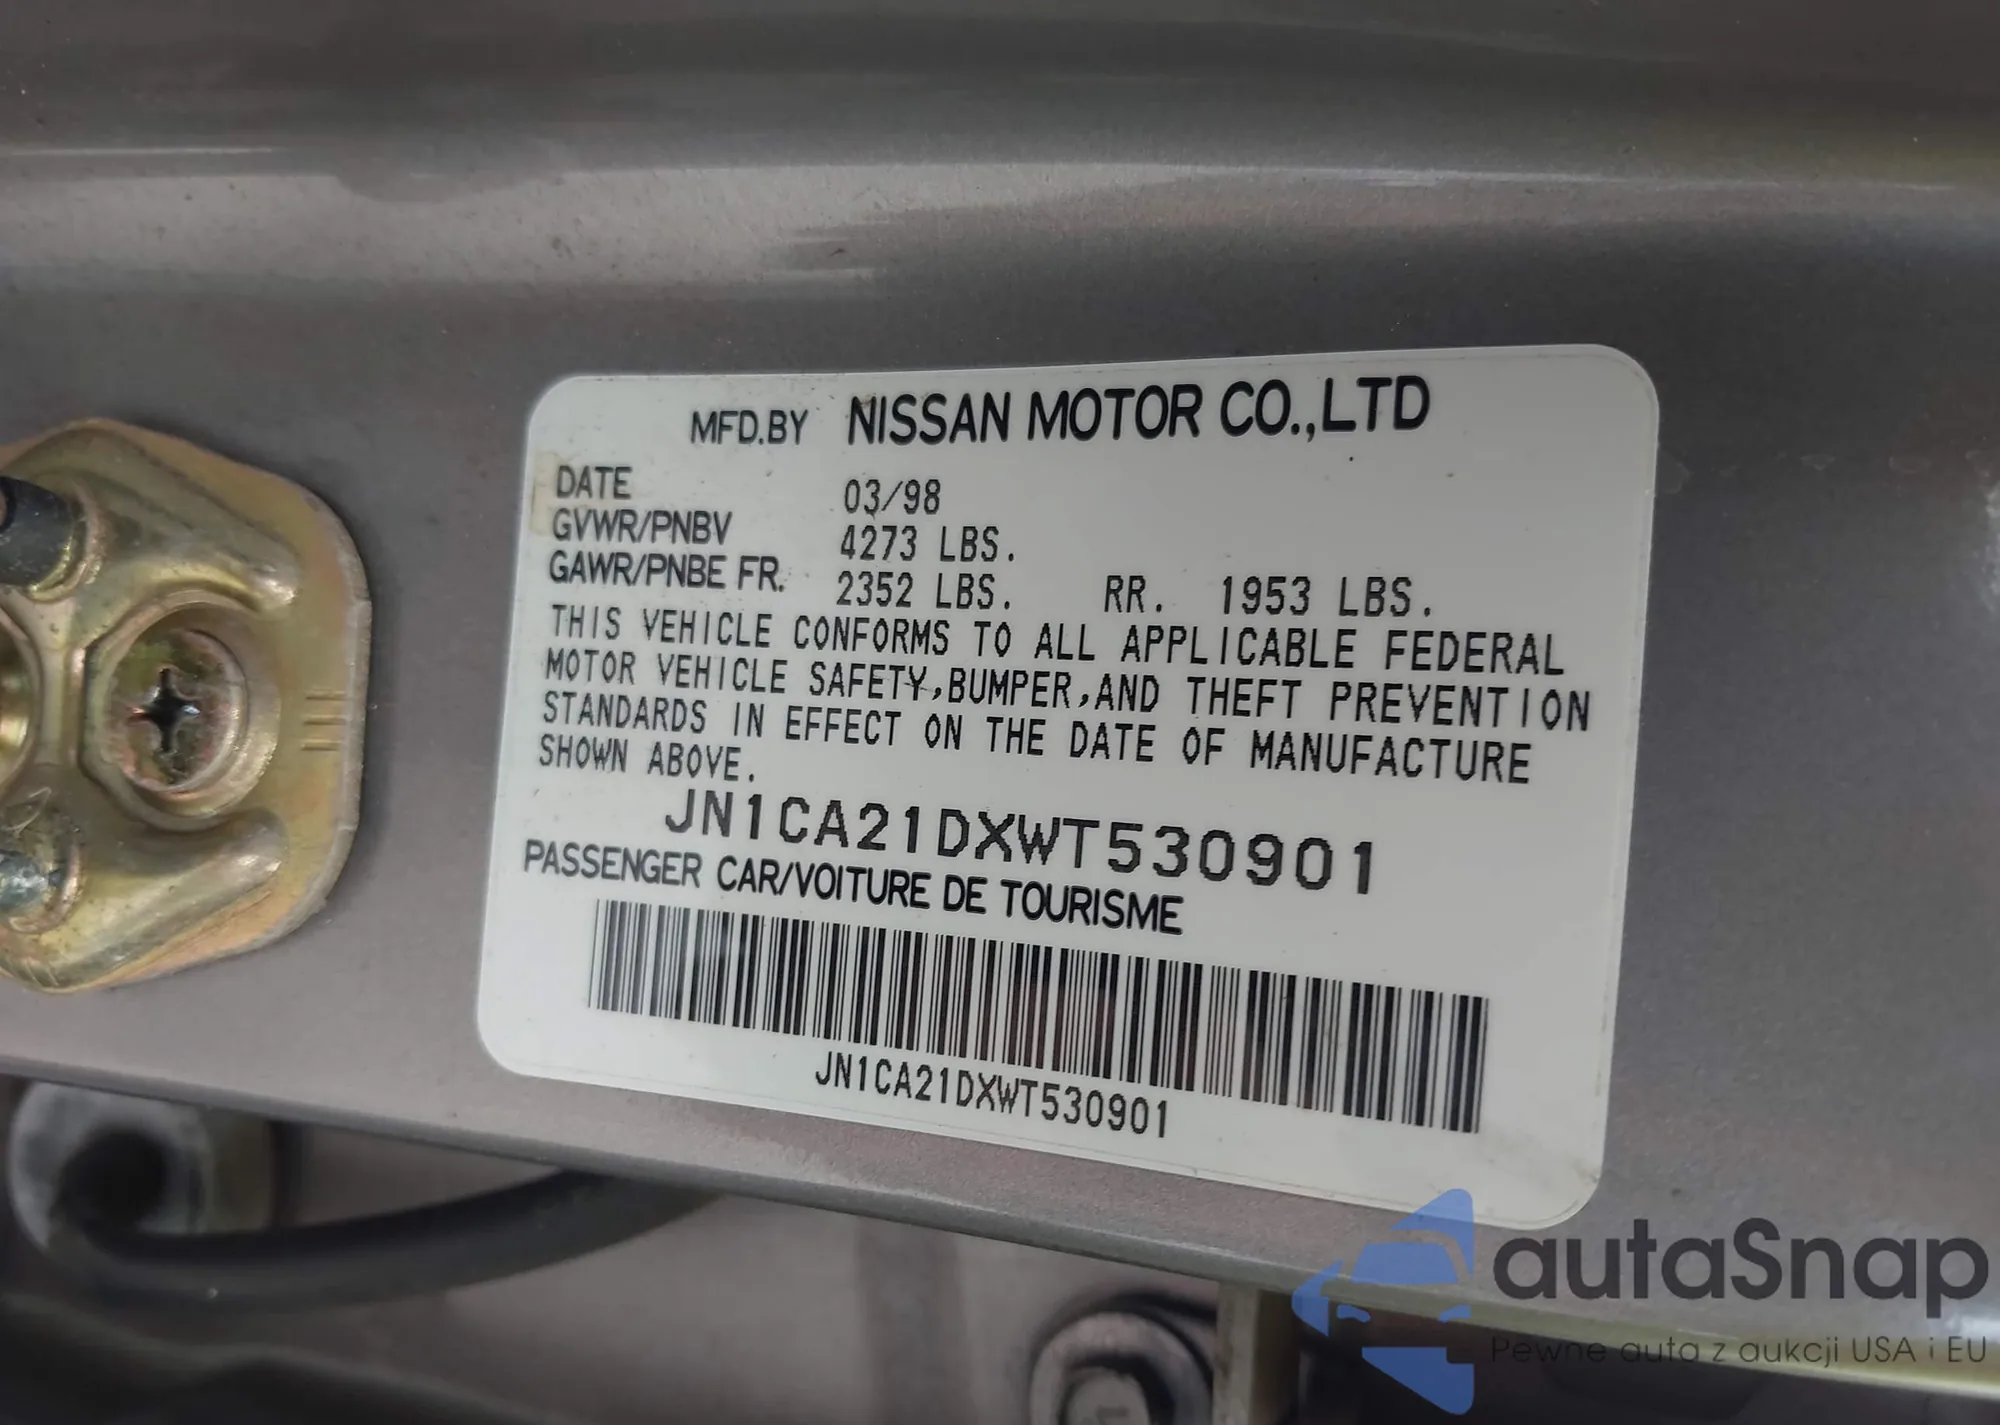 MFD.BY NISSAN MOTOR CO.,LTD
DATE 03/98
GVWR/PNBV 4273 LBS.
GAWR/PNBE FR. 2352 LBS. RR. 1953 LBS.
THIS VEHICLE CONFORMS TO ALL APPLICABLE FEDERAL
MOTOR VEHICLE SAFETY,BUMPER,AND THEFT PREVENTION
STANDARDS IN EFFECT ON THE DATE OF MANUFACTURE
SHOWN ABOVE.
JN1CA21DXWT530901
PASSENGER CAR/VOITURE DE TOURISME
JN1CA21DXWT530901
autaSnap
Pewne auta z aukcji USA i EU